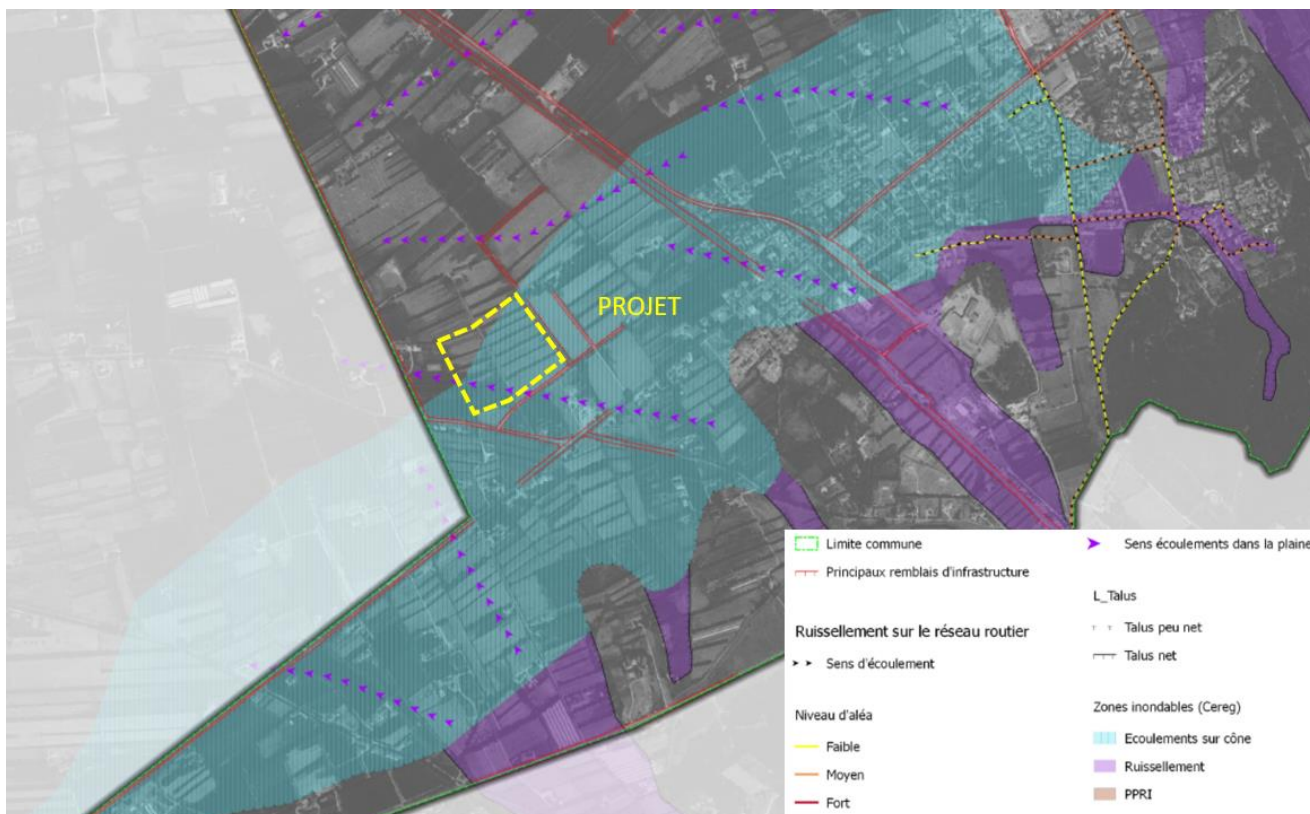 PROJET
Limite commune
Principaux remblais d'infrastructure
Ruissellement sur le réseau routier
Sens d'écoulement
Niveau d'aléa
Faible
Moyen
Fort
Sens écoulements dans la plaine
L_Talus
Talus peu net
Talus net
Zones inondables (Cereg)
Ecoulements sur cône
Ruissellement
PPRI